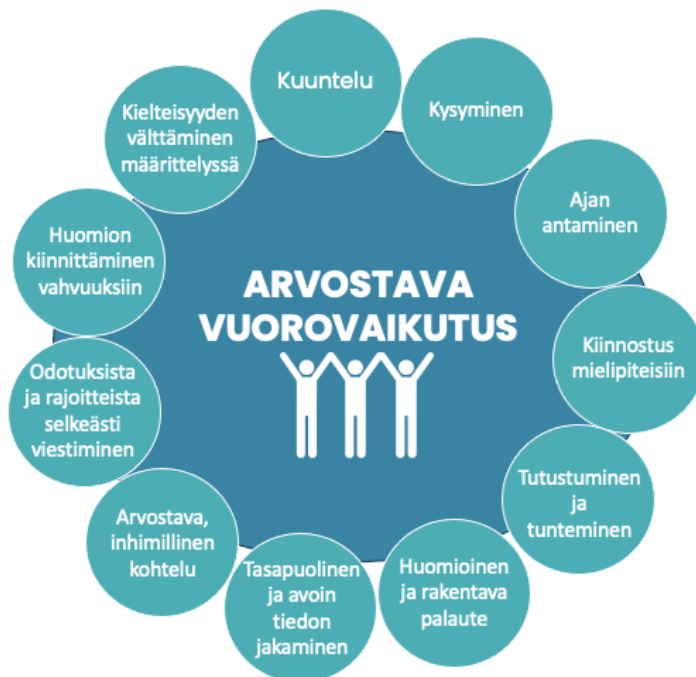 Kuuntelu
Kysyminen
Ajan
antaminen
Kiinnostus
mielipiteisiin
Tutustuminen
ja
tunteminen
Huomioinen
ja rakentava
palaute
Tasapuolinen
ja avoin
tiedon
jakaminen
Arvostava,
inhimillinen
kohtelu
Odotuksista
ja rajoitteista
selkeästi
viestiminen
Huomion
kiinnittäminen
vahvuuksiin
Kielteisyyden
välttäminen
määrittelyssä
ARVOSTAVA
VUOROVAIKUTUS